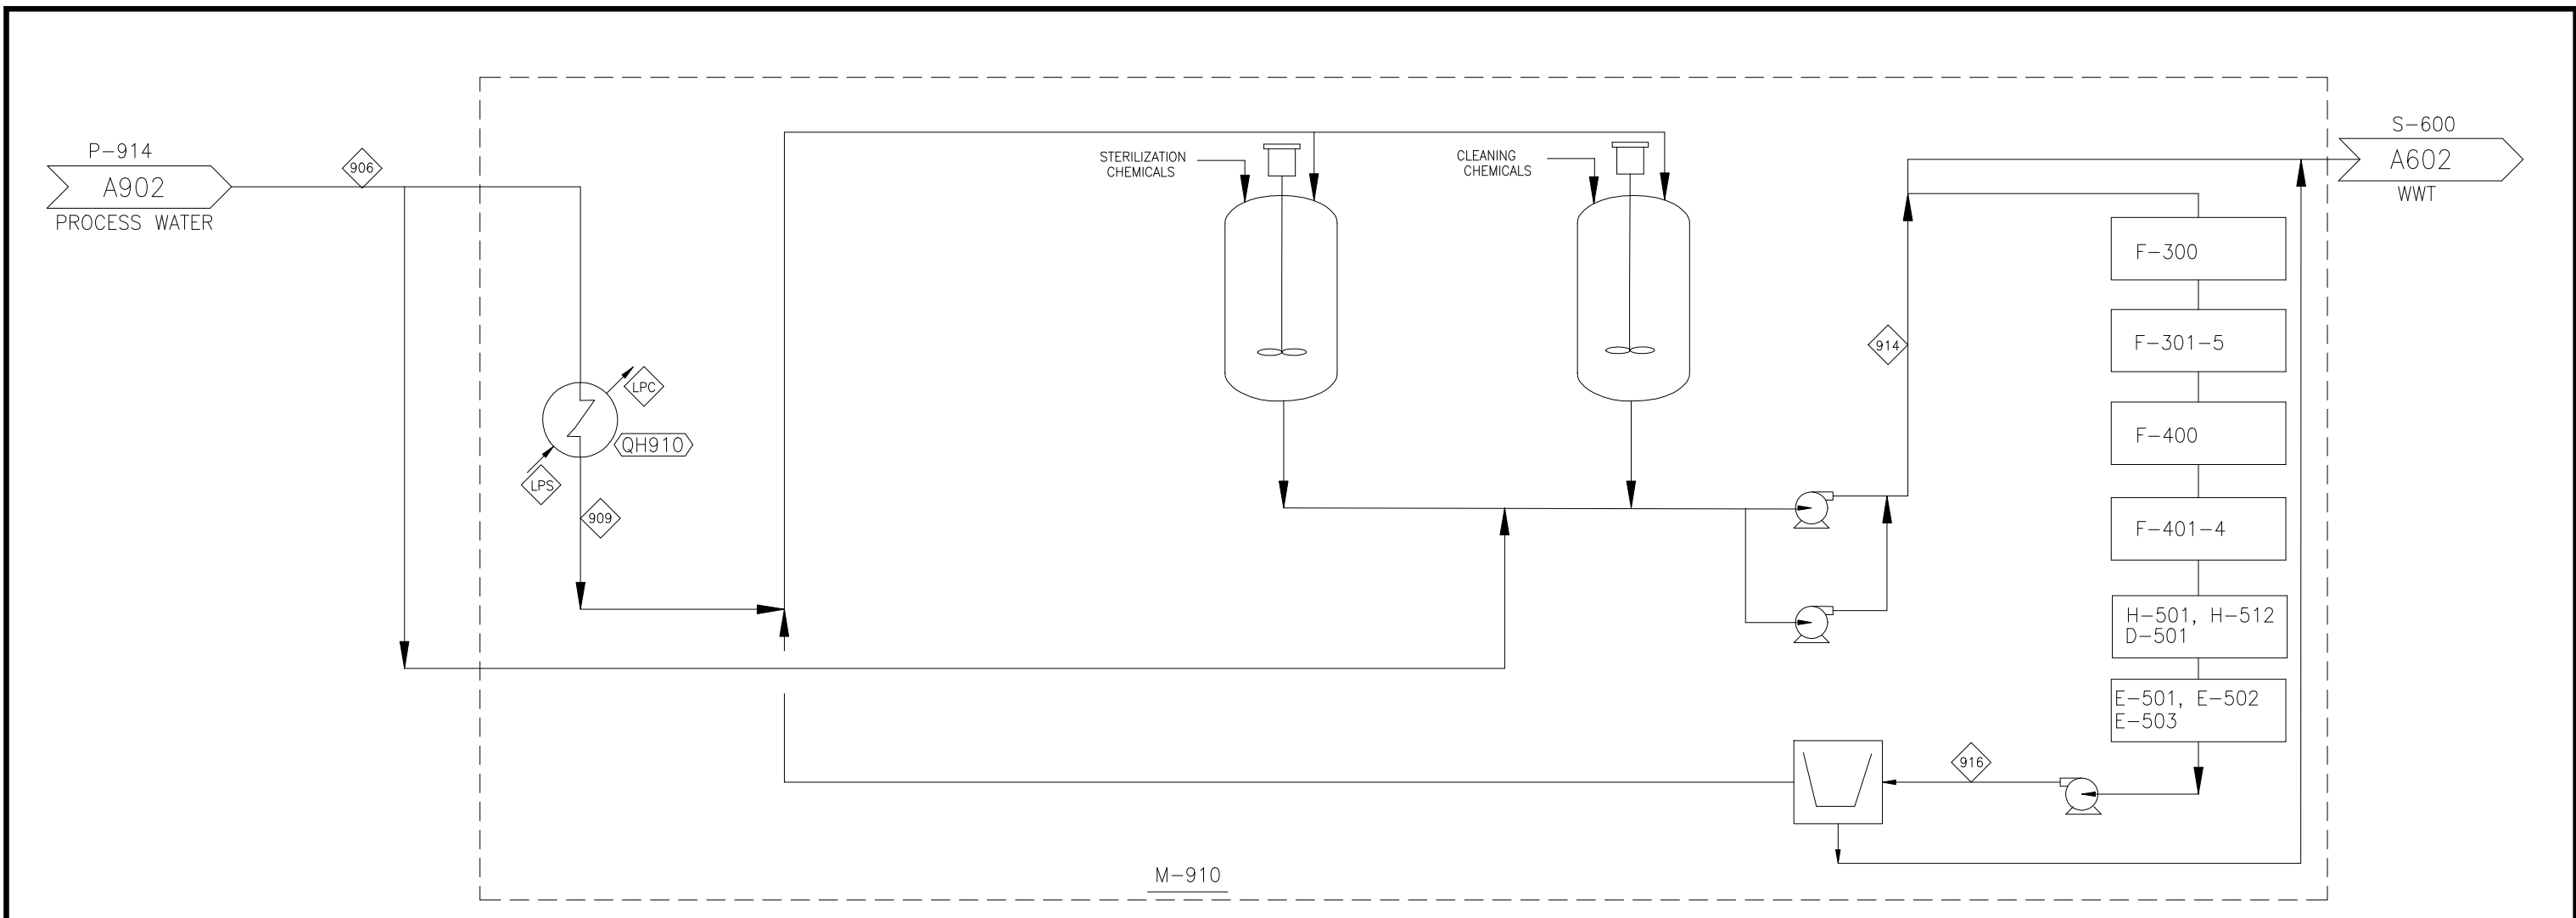 P-914
A902
PROCESS WATER
906
STERILIZATION
CHEMICALS
CLEANING
CHEMICALS
S-600
A602
WWT
F-300
F-301-5
914
LPC
QH910
LPS
909
F-400
F-401-4
H-501, H-512
D-501
E-501, E-502
E-503
916
M-910